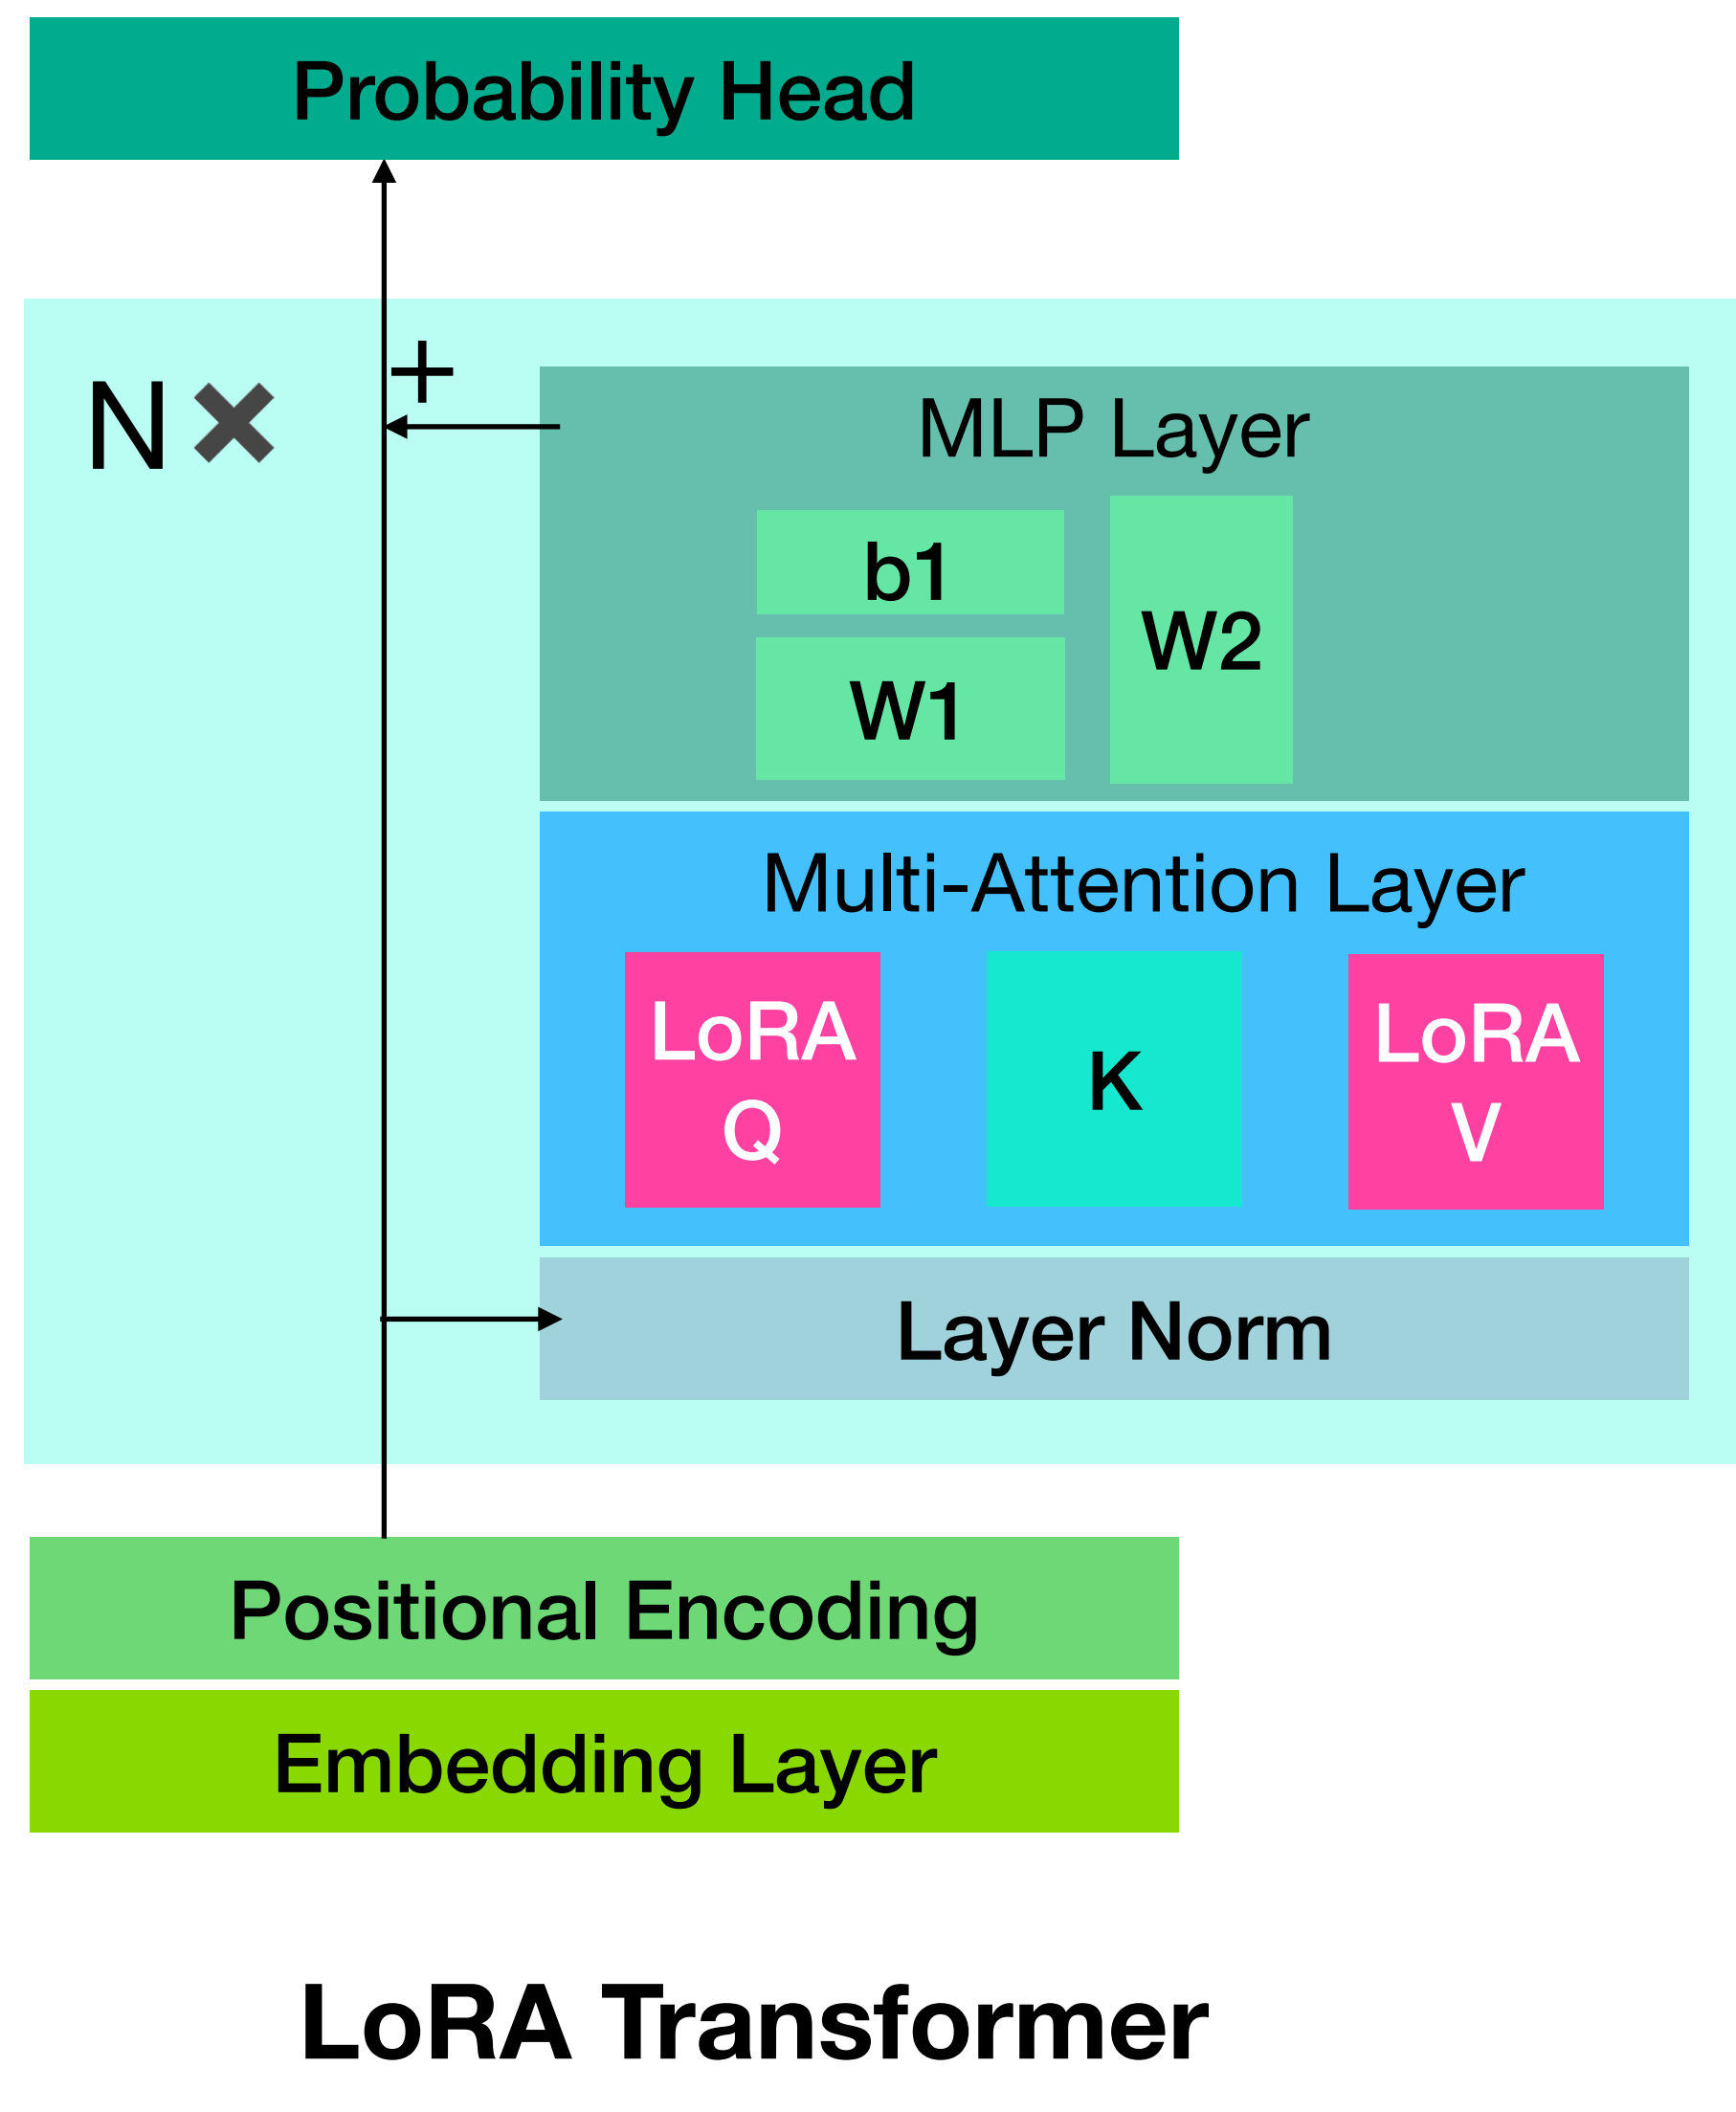 Probability Head
N✖
+
MLP Layer
b1
W1
W2
Multi-Attention Layer
LoRA
Q
K
LoRA
V
Layer Norm
Positional Encoding
Embedding Layer
LoRA Transformer